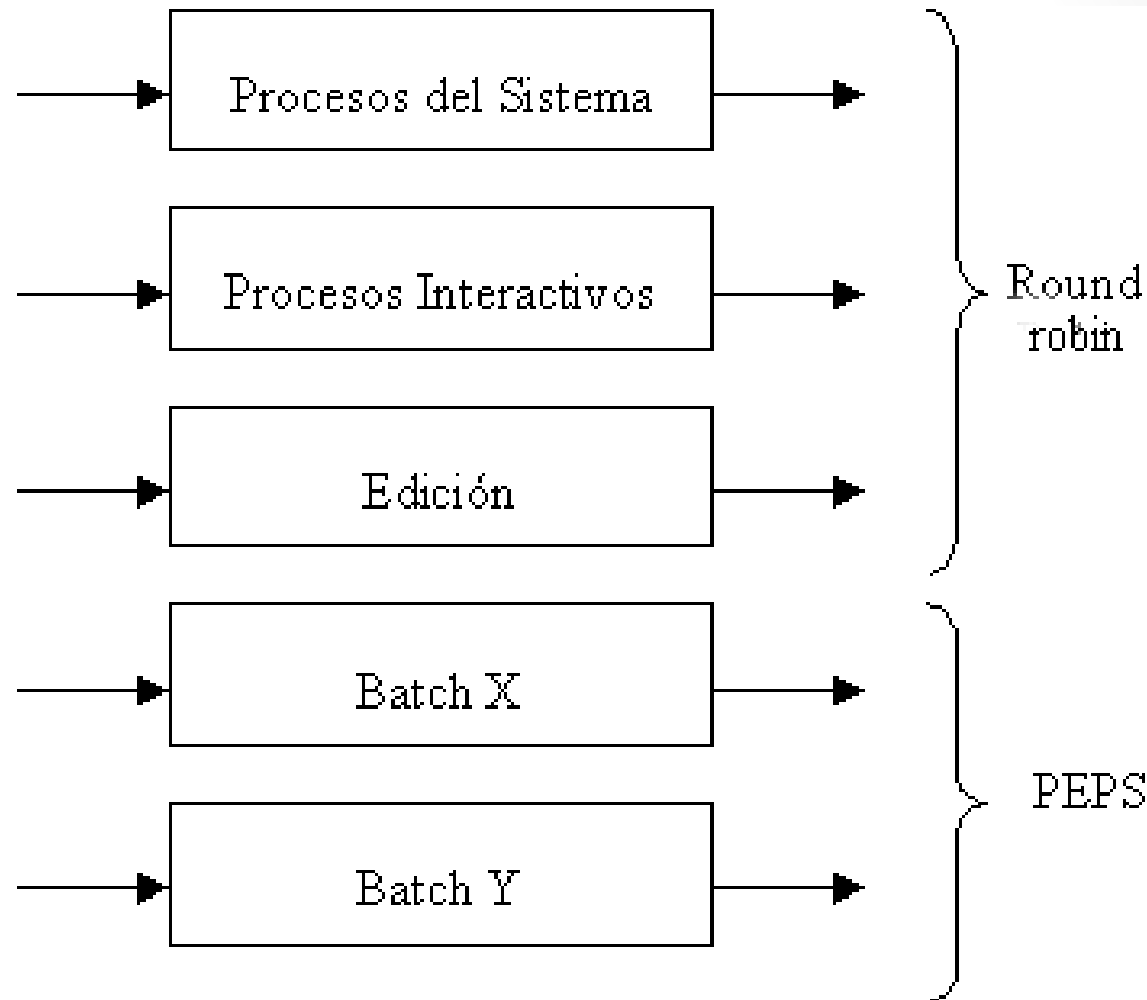 Procesos del Sistema
Procesos Interactivos
Round
robin
Edición
Batch X
PEPS
Batch Y